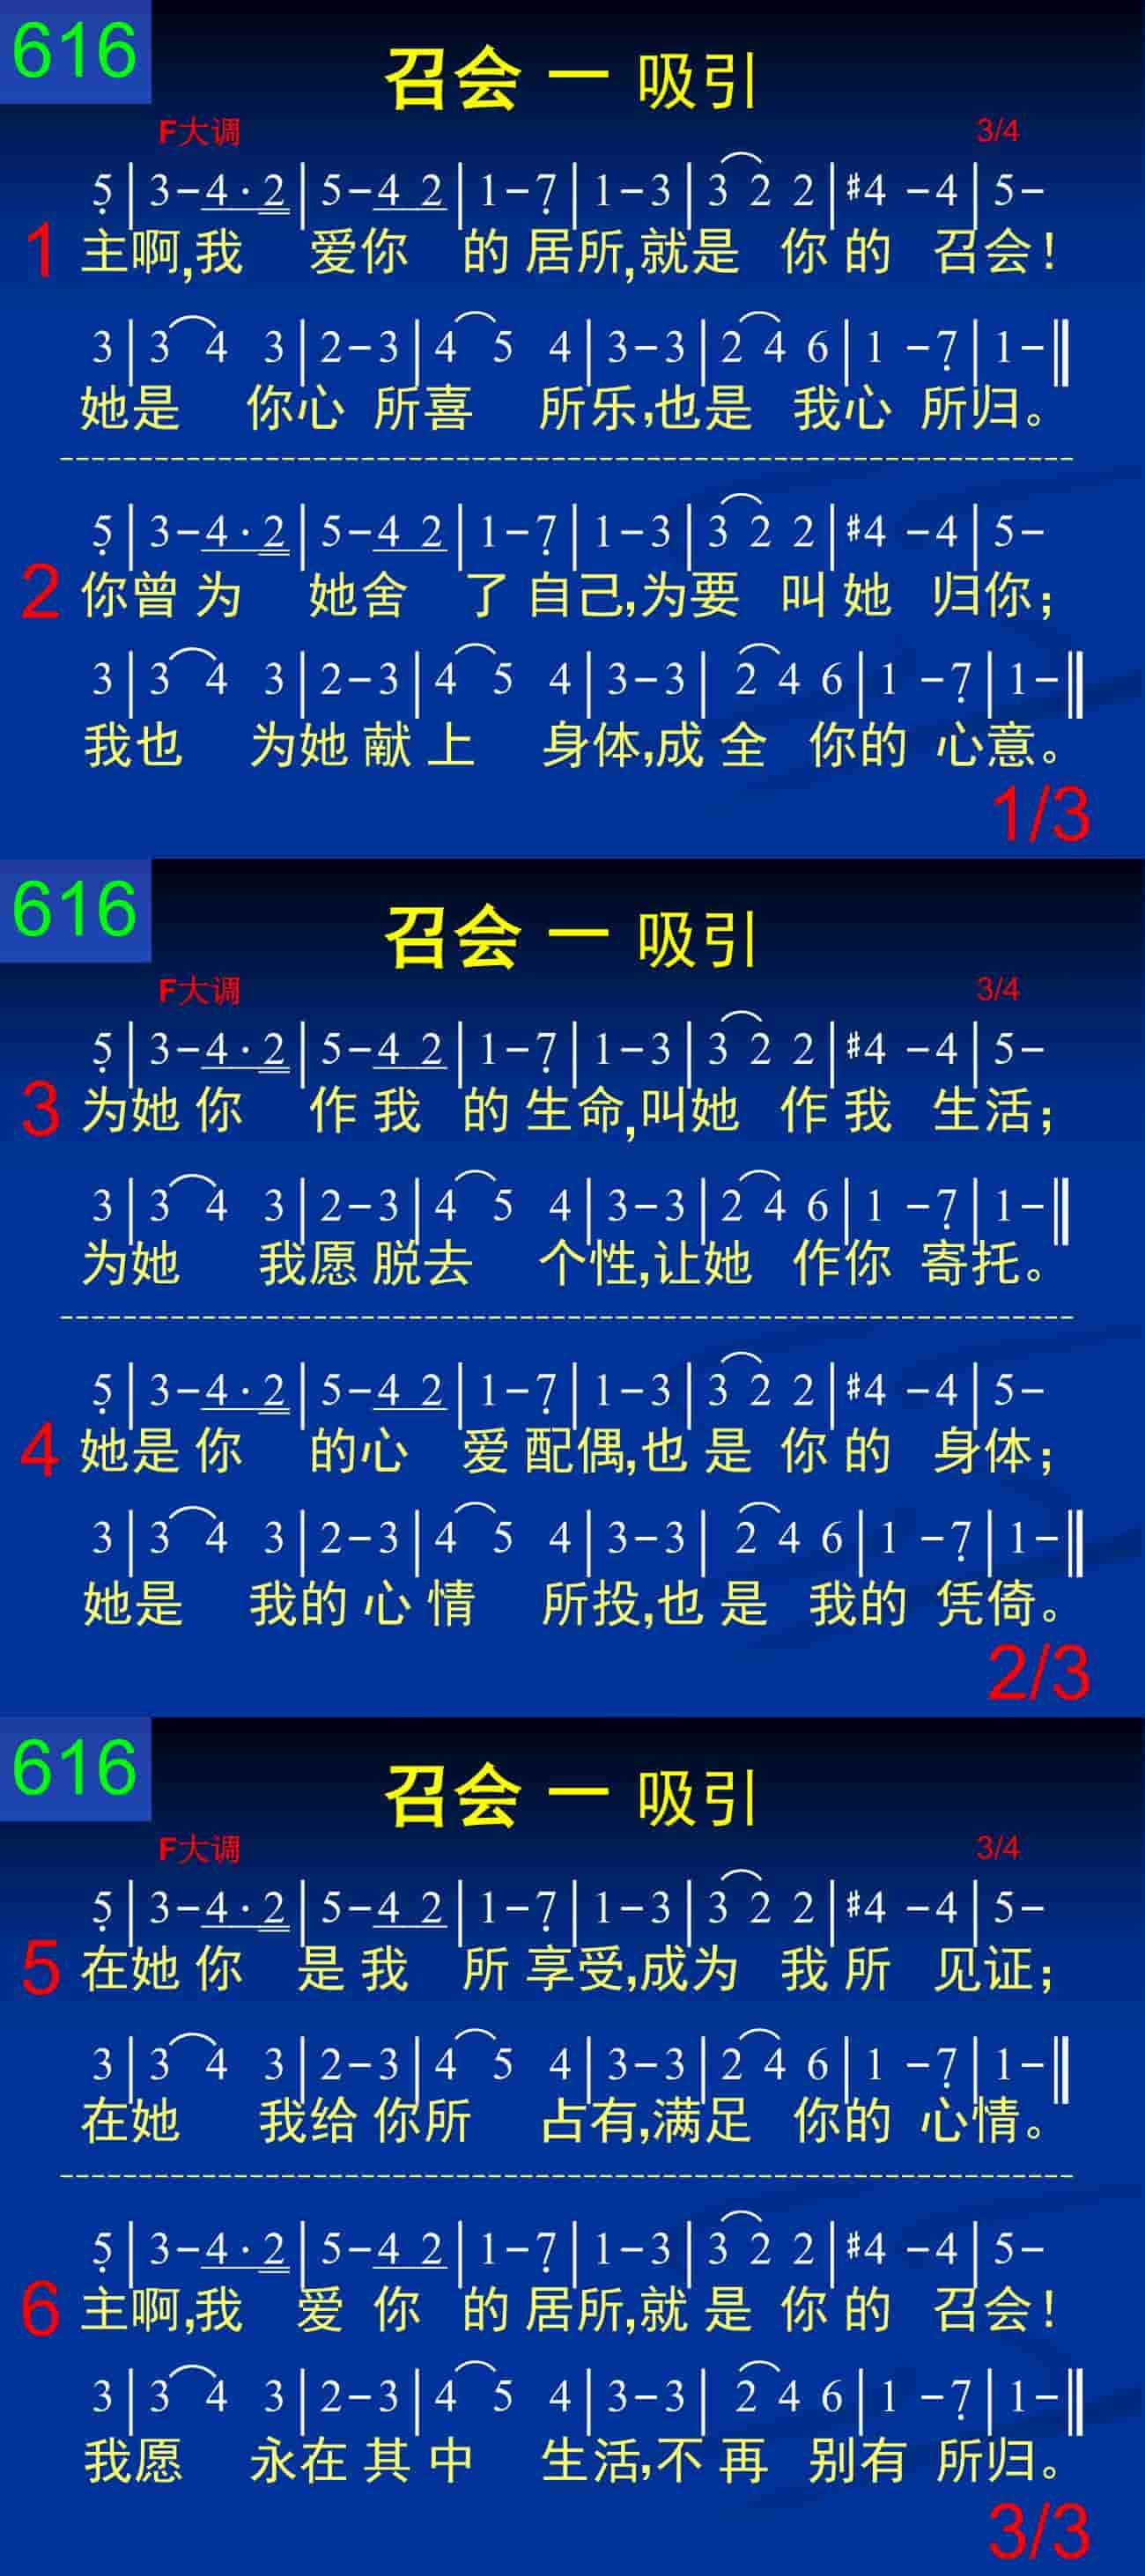 616
召会 — 吸引
F大调 3/4
5̣ | 3-4·2 | 5-4 2 | 1-7̣ | 1-3 | 3 2 2 | #4 -4 | 5-
1 主啊,我 爱你 的居所,就是 你的 召会!
3 | 3 4 3 | 2-3 | 4 5 4 | 3-3 | 2 4 6 | 1 -7̣ | 1-‖
她是 你心 所喜 所乐,也是 我心 所归。
5̣ | 3-4·2 | 5-4 2 | 1-7̣ | 1-3 | 3 2 2 | #4 -4 | 5-
2 你曾为 她舍 了自己,为要 叫她 归你;
3 | 3 4 3 | 2-3 | 4 5 4 | 3-3 | 2 4 6 | 1 -7̣ | 1-‖
我也 为她献上 身体,成全 你的 心意。
1/3
616
召会 — 吸引
F大调 3/4
5̣ | 3-4·2 | 5-4 2 | 1-7̣ | 1-3 | 3 2 2 | #4 -4 | 5-
3 为她你 作我 的生命,叫她 作我 生活;
3 | 3 4 3 | 2-3 | 4 5 4 | 3-3 | 2 4 6 | 1 -7̣ | 1-‖
为她 我愿脱去 个性,让她 作你 寄托。
5̣ | 3-4·2 | 5-4 2 | 1-7̣ | 1-3 | 3 2 2 | #4 -4 | 5-
4 她是你 的心 爱配偶,也是 你的 身体;
3 | 3 4 3 | 2-3 | 4 5 4 | 3-3 | 2 4 6 | 1 -7̣ | 1-‖
她是 我的心情 所投,也是 我的 凭倚。
2/3
616
召会 — 吸引
F大调 3/4
5̣ | 3-4·2 | 5-4 2 | 1-7̣ | 1-3 | 3 2 2 | #4 -4 | 5-
5 在她你 是我 所享受,成为 我所 见证;
3 | 3 4 3 | 2-3 | 4 5 4 | 3-3 | 2 4 6 | 1 -7̣ | 1-‖
在她 我给你所 占有,满足 你的 心情。
5̣ | 3-4·2 | 5-4 2 | 1-7̣ | 1-3 | 3 2 2 | #4 -4 | 5-
6 主啊,我 爱你 的居所,就是 你的 召会!
3 | 3 4 3 | 2-3 | 4 5 4 | 3-3 | 2 4 6 | 1 -7̣ | 1-‖
我愿 永在其中 生活,不再 别有 所归。
3/3